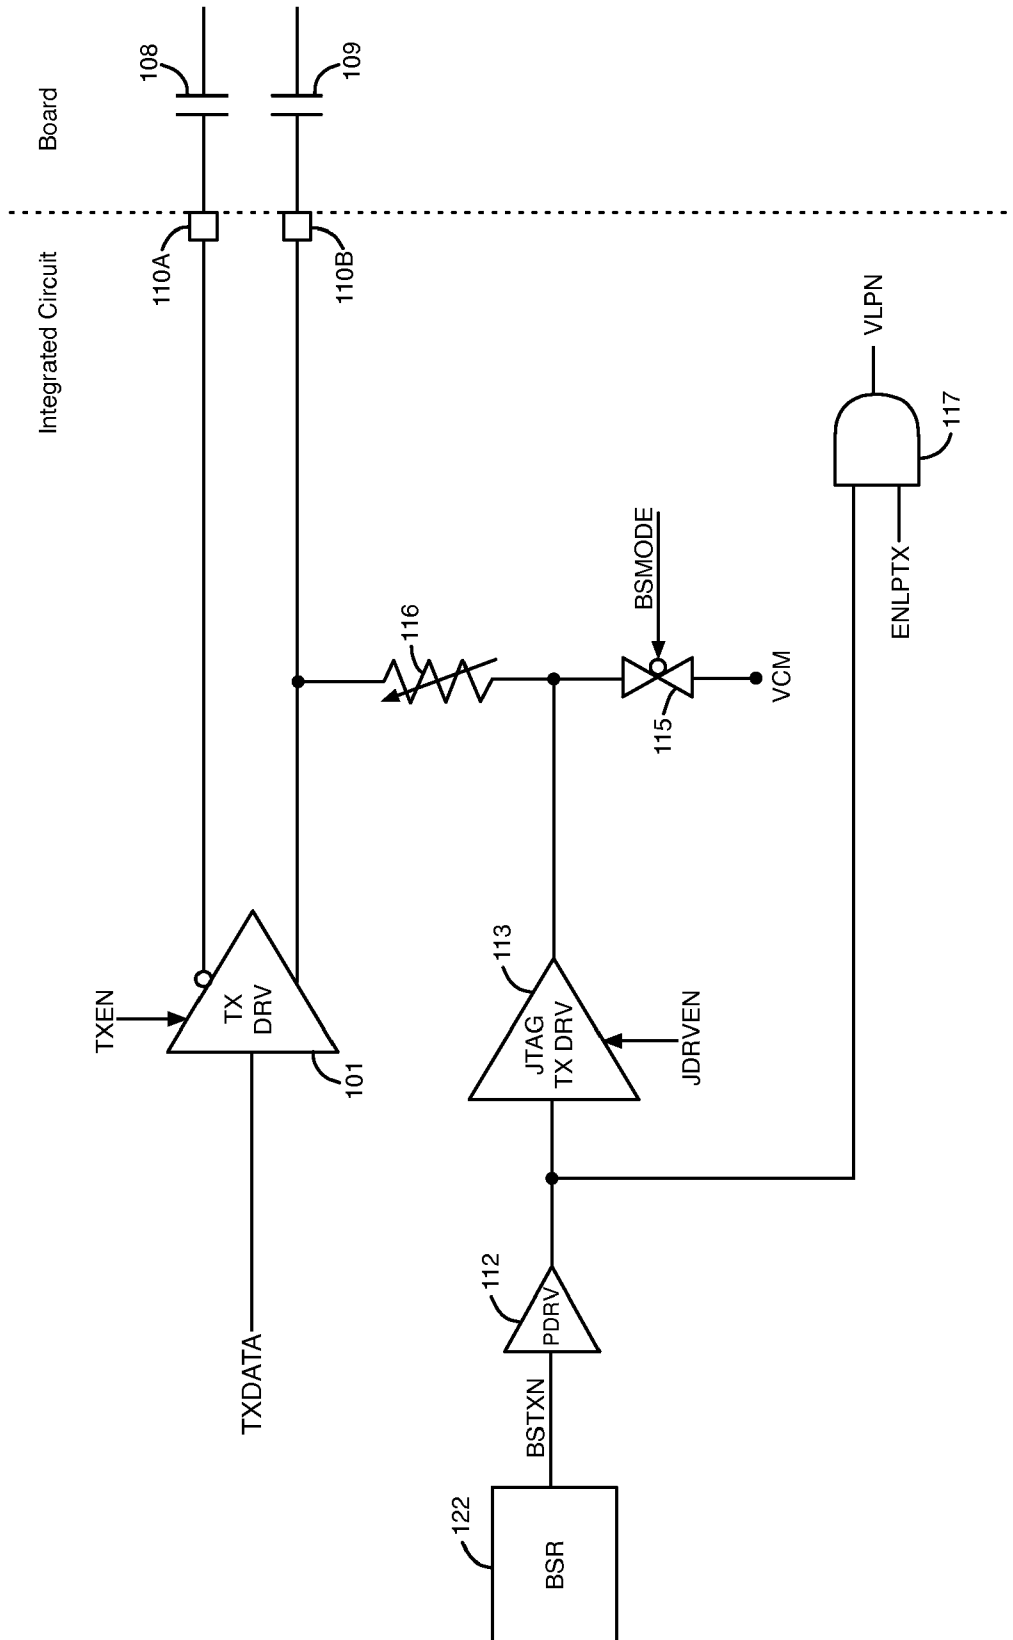 Integrated Circuit
Board
TXEN
TXDATA
TX
DRV
101
110A
108
110B
109
116
BSMODE
115
VCM
BSR
122
BSTXN
PDRV
112
JTAG
TX DRV
113
JDRVEN
ENLPTX
117
VLPN